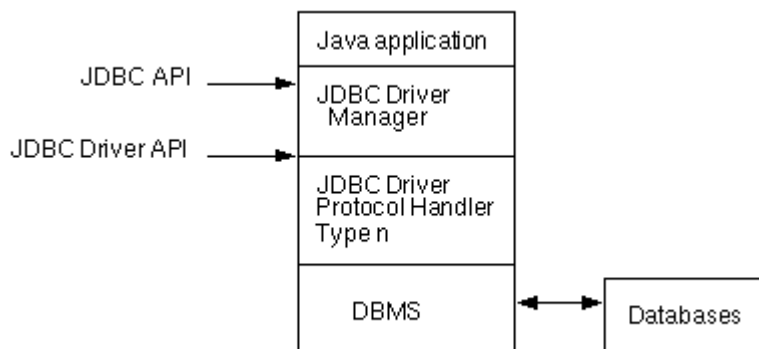 Java application
JDBC API
JDBC Driver
Manager
JDBC Driver API
JDBC Driver
Protocol Handler
Type n
DBMS
Databases